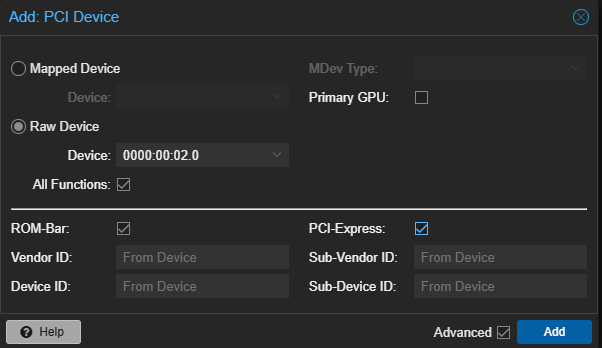 Add: PCI Device
Mapped Device
MDev Type:
Device:
Primary GPU:
Raw Device
Device: 0000:00:02.0
All Functions:
ROM-Bar:
PCI-Express:
Vendor ID: From Device
Sub-Vendor ID: From Device
Device ID: From Device
Sub-Device ID: From Device
Help
Advanced
Add